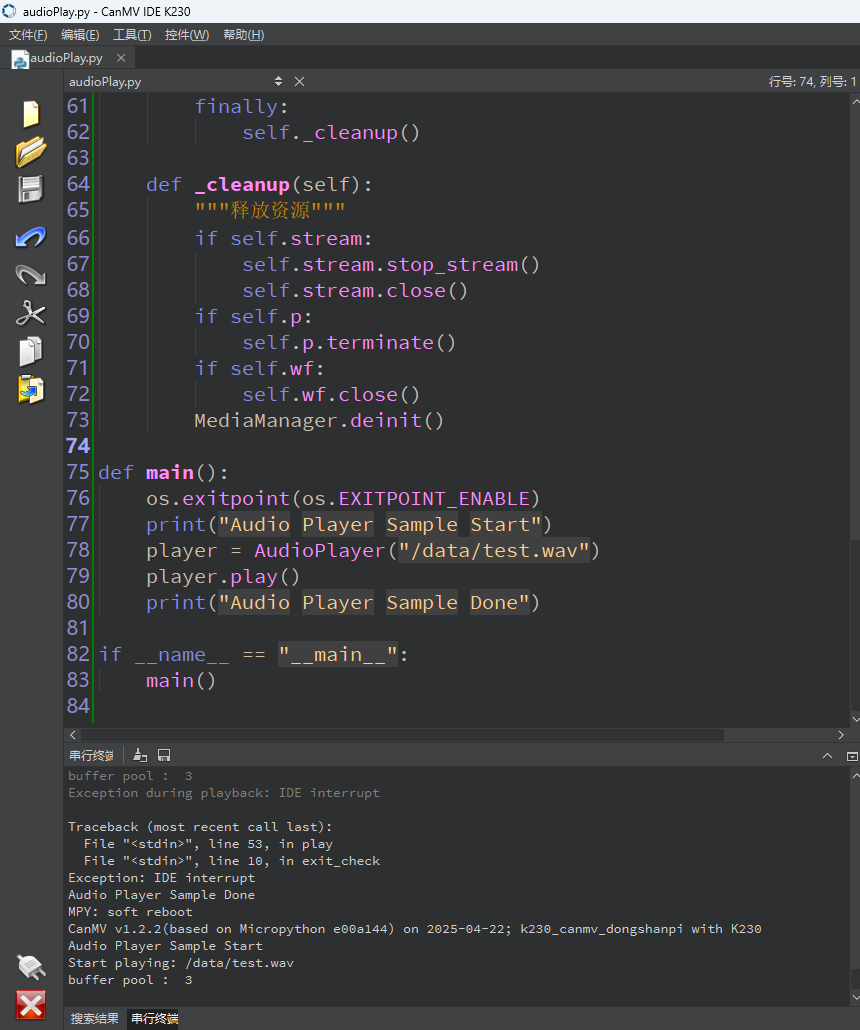 audioPlay.py - CanMV IDE K230
文件(F) 编辑(E) 工具(T) 控件(W) 帮助(H)
audioPlay.py
audioPlay.py 行号: 74, 列号: 1
61         finally:
62             self._cleanup()
63
64     def _cleanup(self):
65         """释放资源"""
66         if self.stream:
67             self.stream.stop_stream()
68             self.stream.close()
69         if self.p:
70             self.p.terminate()
71         if self.wf:
72             self.wf.close()
73         MediaManager.deinit()
74
75 def main():
76     os.exitpoint(os.EXITPOINT_ENABLE)
77     print("Audio Player Sample Start")
78     player = AudioPlayer("/data/test.wav")
79     player.play()
80     print("Audio Player Sample Done")
81
82 if __name__ == "__main__":
83     main()
84
串行终端
buffer pool :  3
Exception during playback: IDE interrupt
Traceback (most recent call last):
  File "<stdin>", line 53, in play
  File "<stdin>", line 10, in exit_check
Exception: IDE interrupt
Audio Player Sample Done
MPY: soft reboot
CanMV v1.2.2(based on Micropython e00a144) on 2025-04-22; k230_canmv_dongshanpi with K230
Audio Player Sample Start
Start playing: /data/test.wav
buffer pool :  3
搜索结果 串行终端